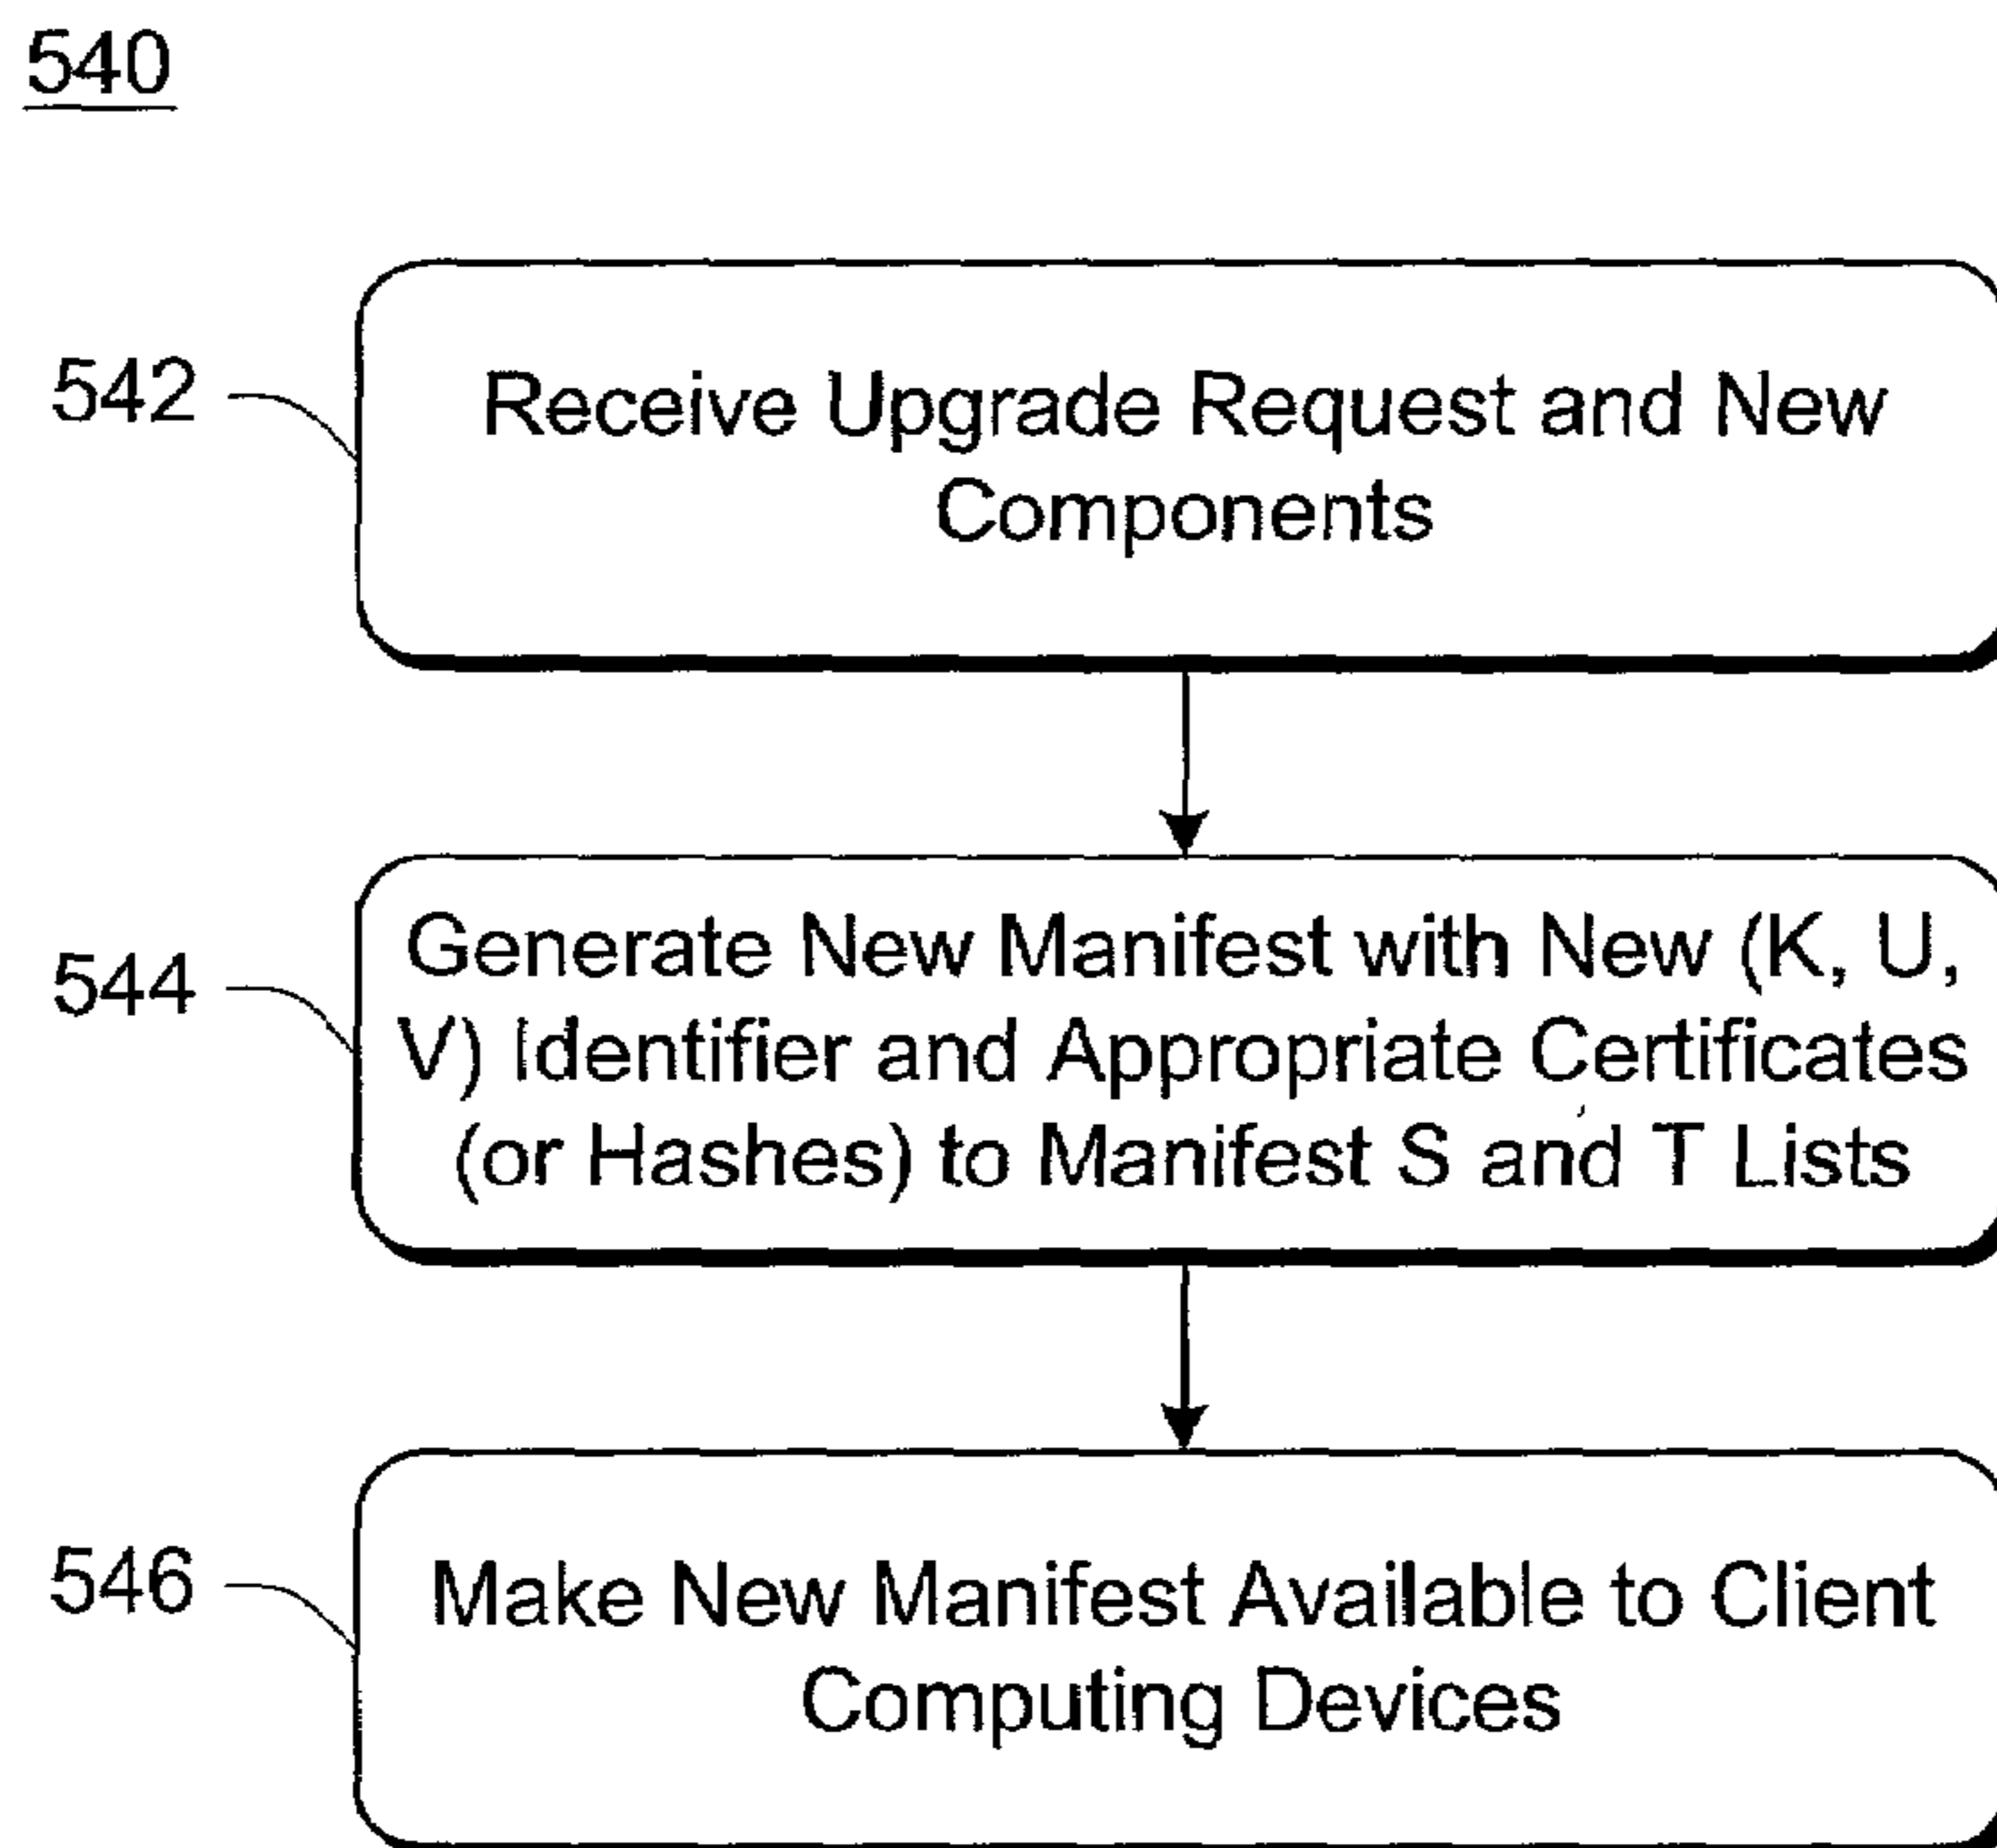 540
542
Receive Upgrade Request and New
Components
544
Generate New Manifest with New (K, U,
V) Identifier and Appropriate Certificates
(or Hashes) to Manifest S and T Lists
546
Make New Manifest Available to Client
Computing Devices